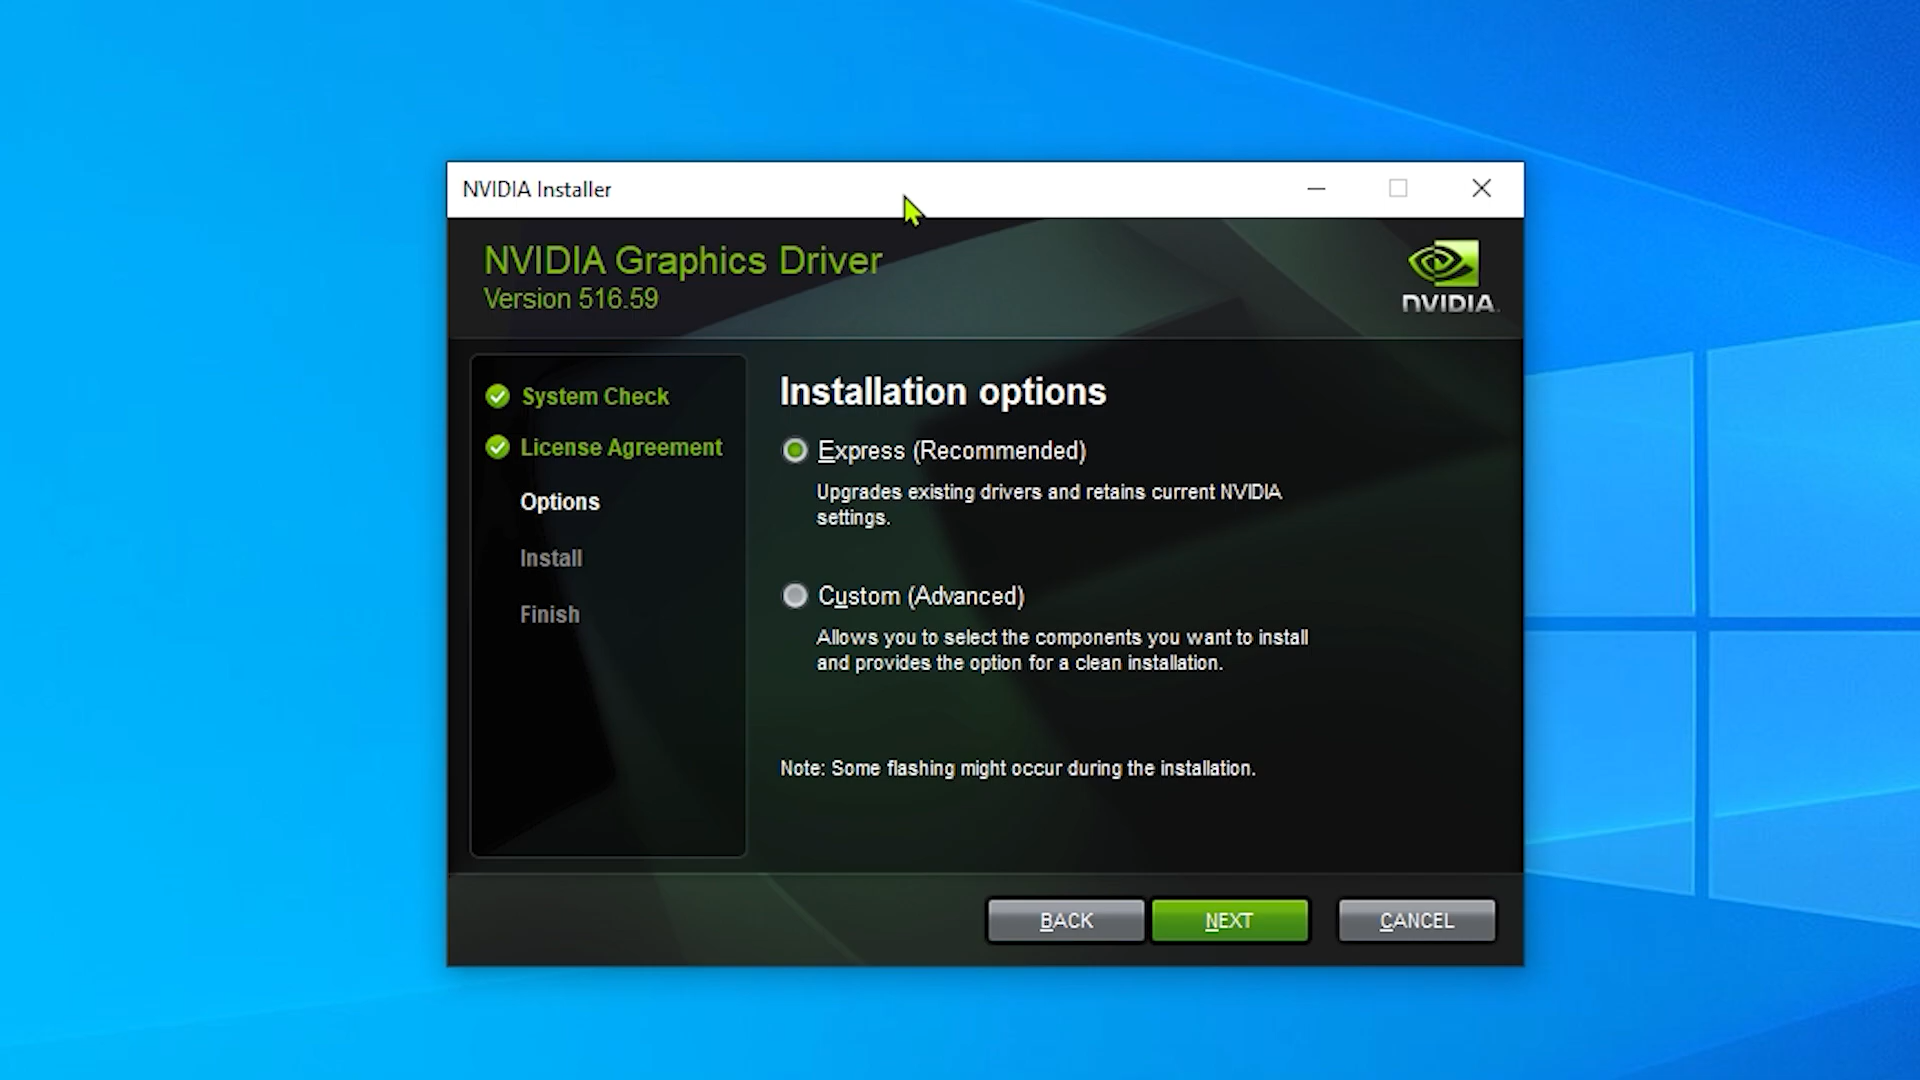 NVIDIA Installer
NVIDIA Graphics Driver
Version 516.59
NVIDIA.
System Check
License Agreement
Options
Install
Finish
Installation options
Express (Recommended)
Upgrades existing drivers and retains current NVIDIA
settings.
Custom (Advanced)
Allows you to select the components you want to install
and provides the option for a clean installation.
Note: Some flashing might occur during the installation.
BACK
NEXT
CANCEL